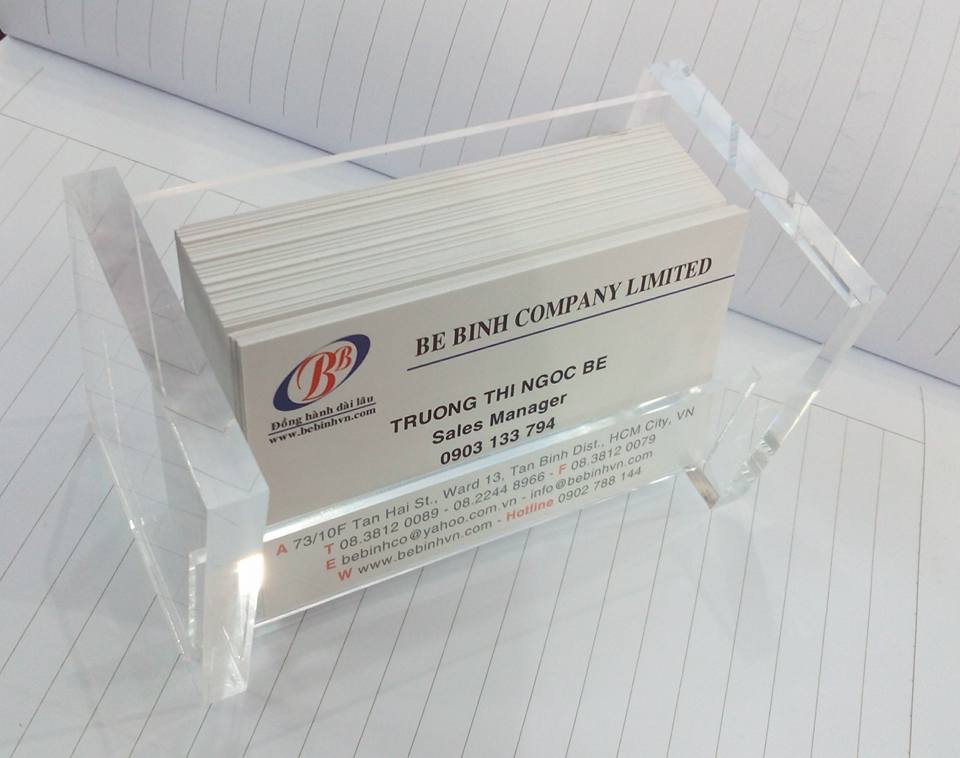 BB
Đồng hành dài lâu
www.bebinhvn.com
BE BINH COMPANY LIMITED
TRUONG THI NGOC BE
Sales Manager
0903 133 794
A 73/10F Tan Hai St., Ward 13, Tan Binh Dist., HCM City, VN
T 08.3812 0089 - 08.2244 8966 - F 08.3812 0079
E bebinhco@yahoo.com.vn - info@bebinhvn.com
W www.bebinhvn.com - Hotline 0902 788 144